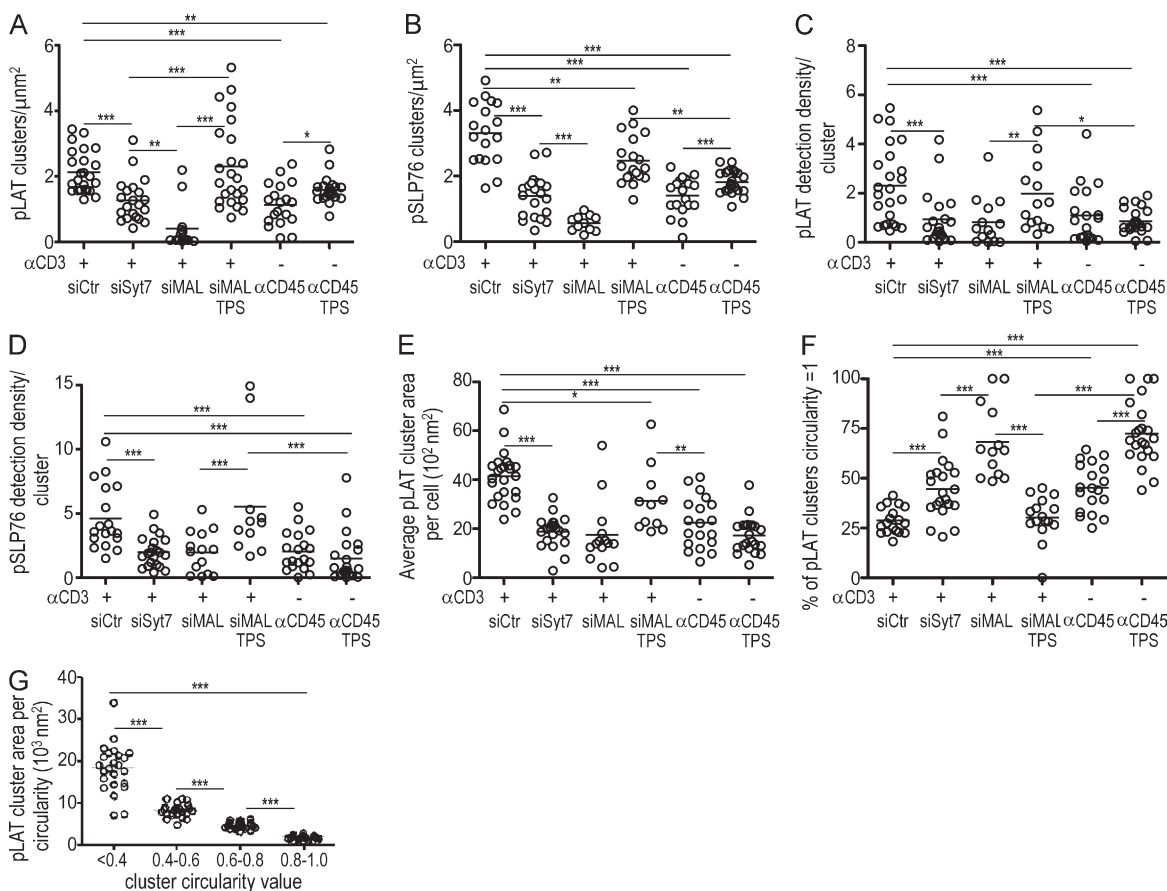 A
B
C
**
***
***
***
**
***
***
***
***
**
***
**
***
**
***
***
***
***
**
*
pLAT clusters/µnm²
6
4
2
0
αCD3 + + + + - -
siCtr siSyt7 siMAL siMAL αCD45 αCD45
TPS TPS
pSLP76 clusters/µm²
6
4
2
0
+ + + + - -
siCtr siSyt7 siMAL siMAL αCD45 αCD45
TPS TPS
pLAT detection density/
cluster
8
6
4
2
0
αCD3 + + + + - -
siCtr siSyt7 siMAL siMAL αCD45 αCD45
TPS TPS
D
E
F
pSLP76 detection density/
cluster
15
10
5
0
***
***
***
***
***
αCD3 + + + + - -
siCtr siSyt7 siMAL siMAL αCD45 αCD45
TPS TPS
Average pLAT cluster area
per cell (10² nm²)
80
60
40
20
0
***
***
*
***
**
αCD3 + + + + - -
siCtr siSyt7 siMAL siMAL αCD45 αCD45
TPS TPS
% of pLAT clusters circularity =1
100
75
50
25
0
***
***
***
***
***
***
***
αCD3 + + + + - -
siCtr siSyt7 siMAL siMAL αCD45 αCD45
TPS TPS
G
pLAT cluster area per
circularity (10³ nm²)
40
30
20
10
0
***
***
***
***
<0.4 0.4-0.6 0.6-0.8 0.8-1.0
cluster circularity value